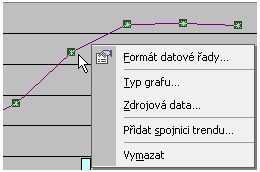 Formát datové řady...
Typ grafu...
Zdrojová data...
Přidat spojnici trendu...
Vymazat